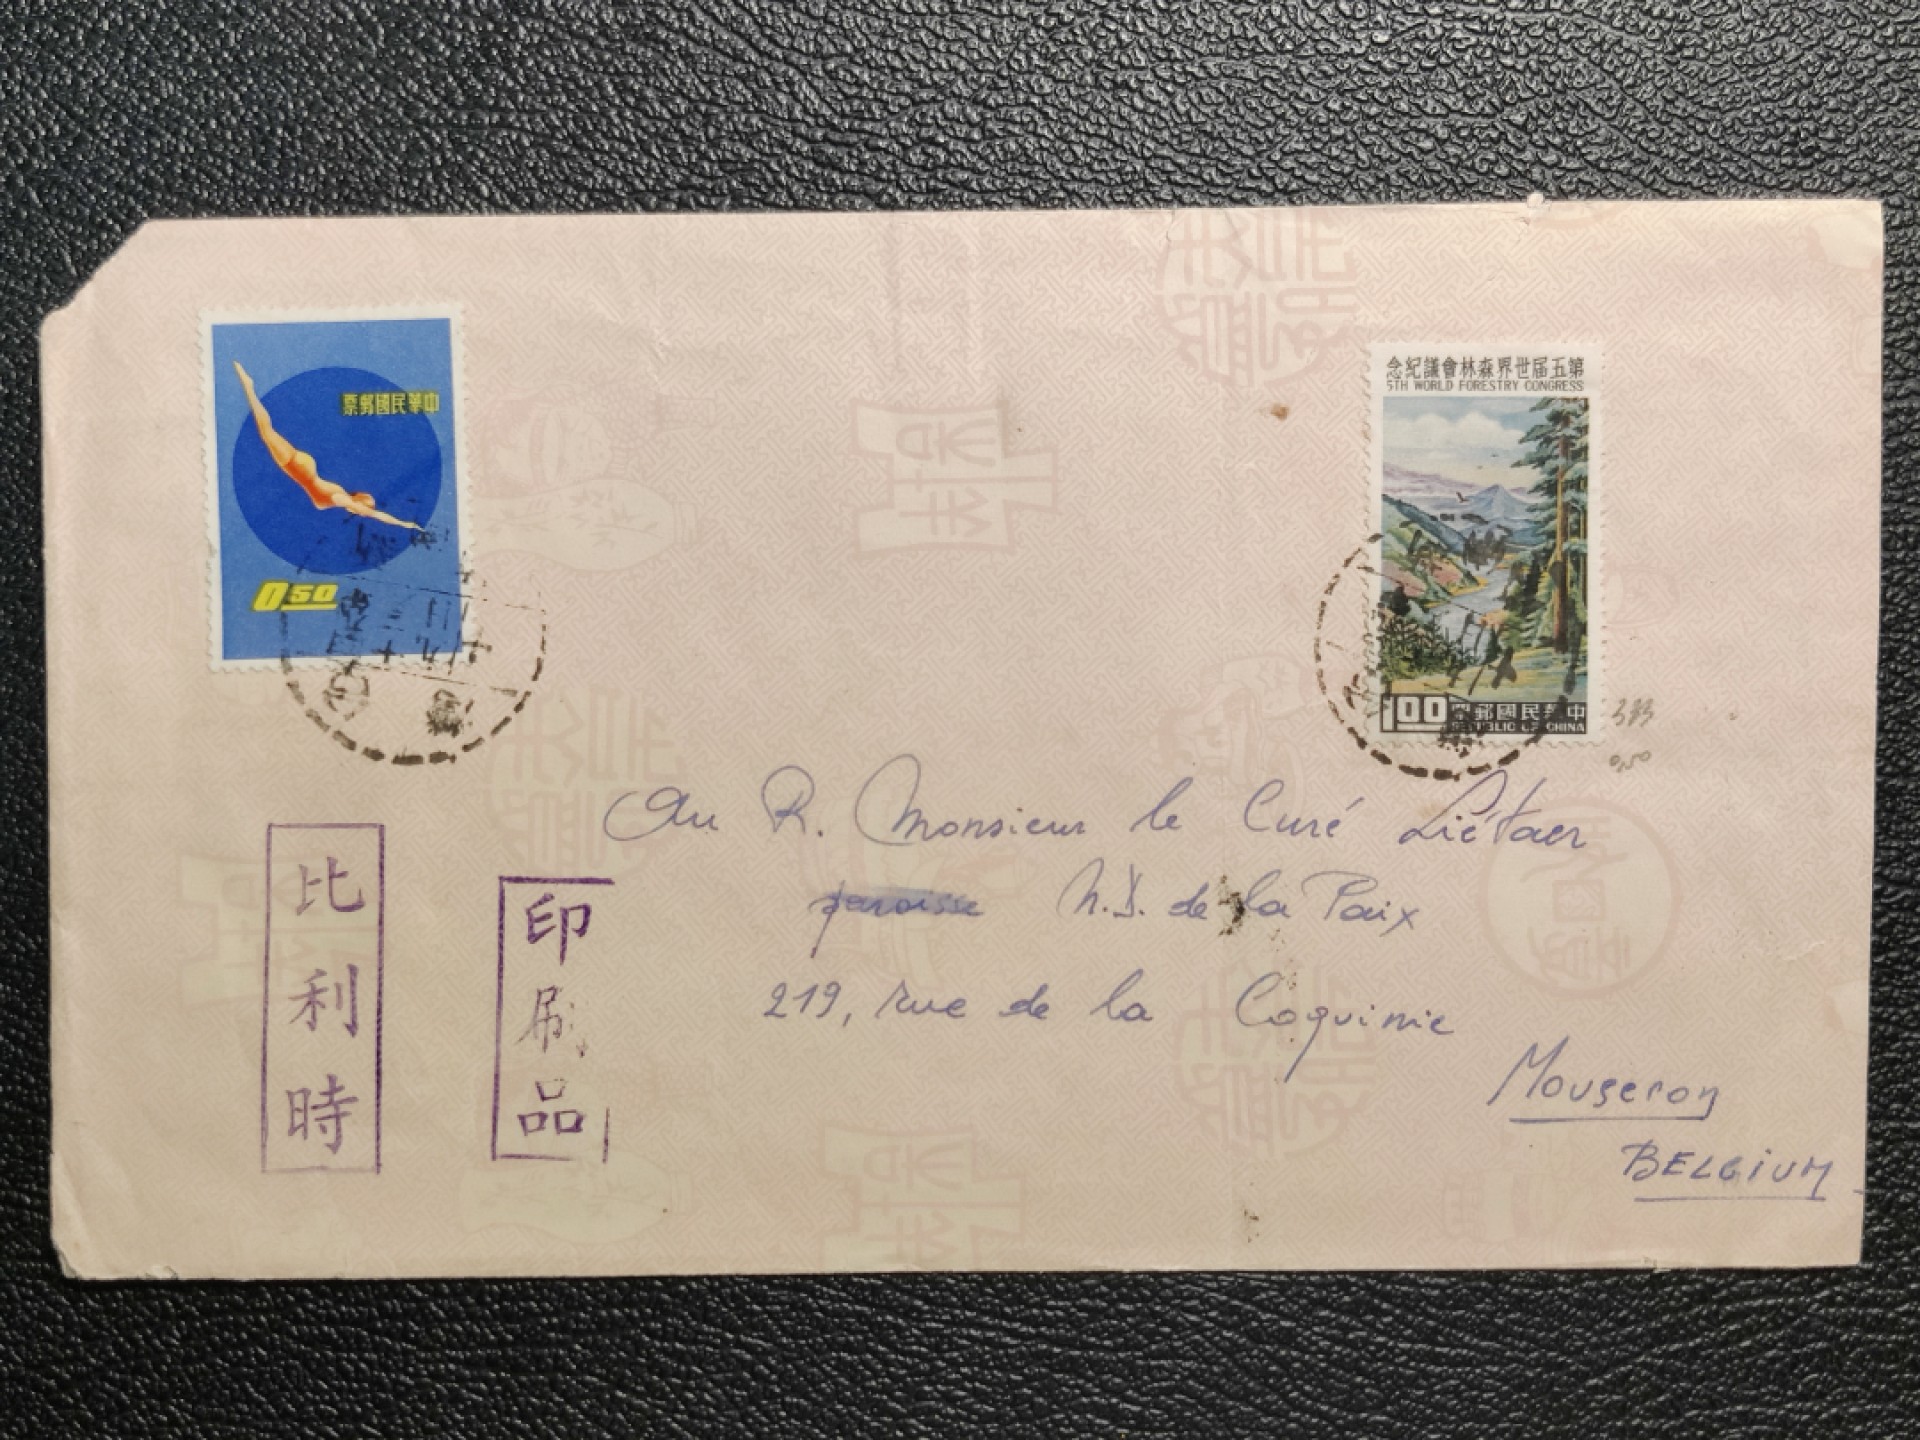 票郵國民華中
0.50
念紀議會林森界世屆五第
5TH WORLD FORESTRY CONGRESS
1.00 票郵國民華中
REPUBLIC OF CHINA
0,50
Au R. Monsieur le Curé Liétaer
paroisse N.D. de la Paix
219, rue de la Coquinie
Mouscron
BELGIUM
比利時
印刷品